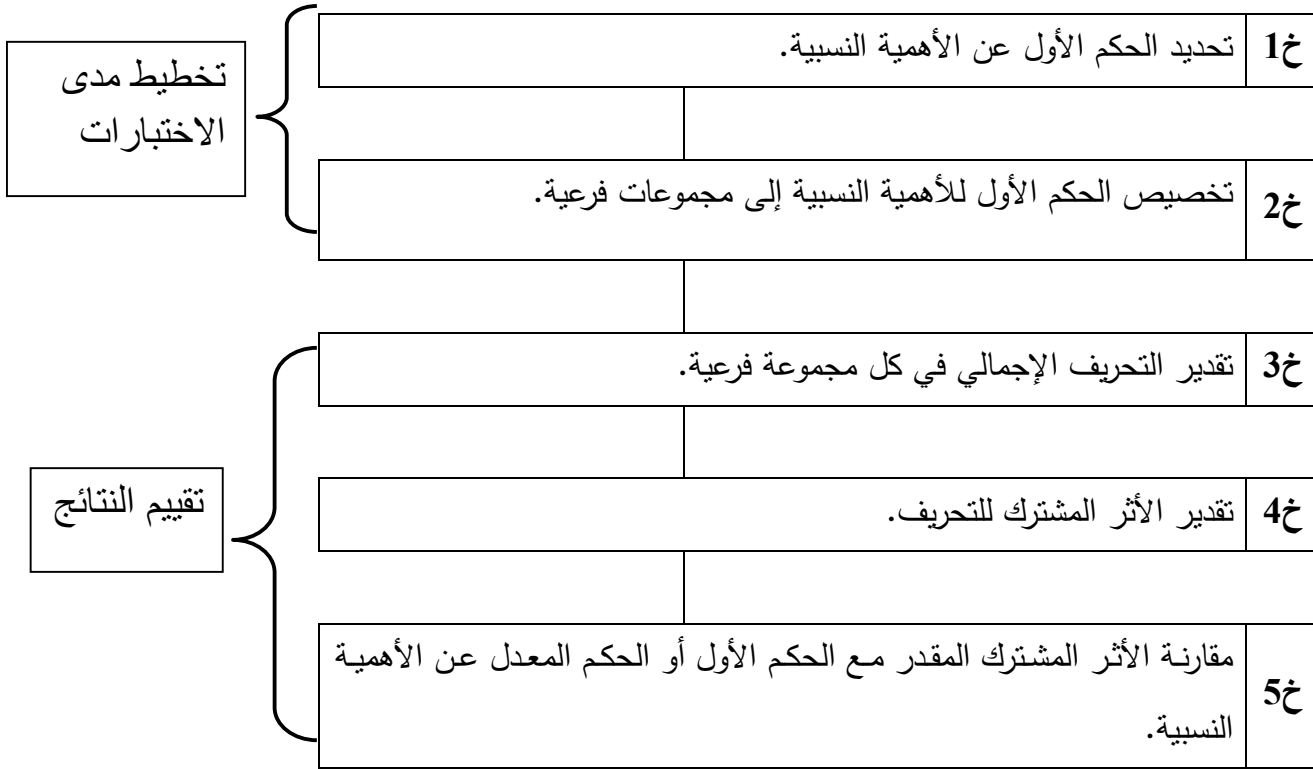 خ1 تحديد الحكم الأول عن الأهمية النسبية.
تخطيط مدى
الاختبارات
خ2 تخصيص الحكم الأول للأهمية النسبية إلى مجموعات فرعية.
خ3 تقدير التحريف الإجمالي في كل مجموعة فرعية.
تقييم النتائج
خ4 تقدير الأثر المشترك للتحريف.
خ5 مقارنة الأثر المشترك المقدر مع الحكم الأول أو الحكم المعدل عن الأهمية
النسبية.